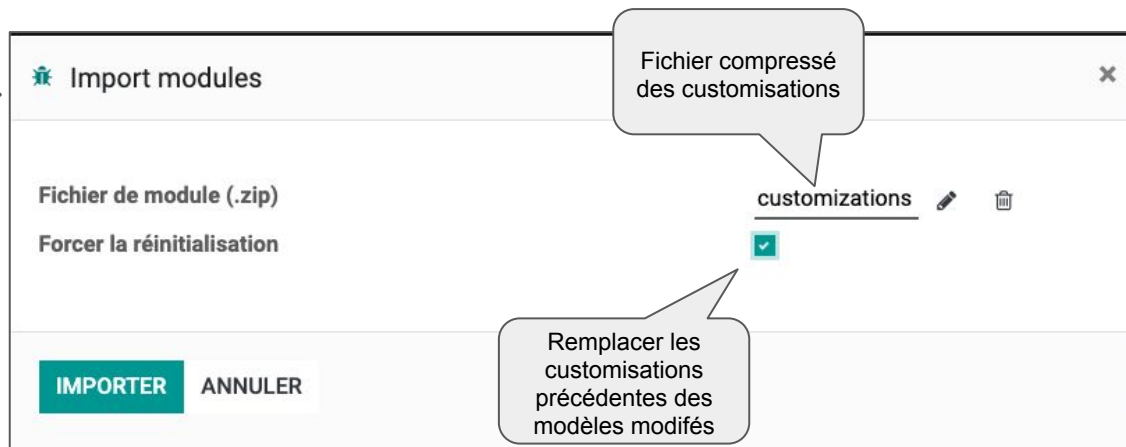 Fichier compressé
des customisations
Import modules
Fichier de module (.zip)
customizations
Forcer la réinitialisation
Remplacer les
customisations
précédentes des
modèles modifés
IMPORTER
ANNULER